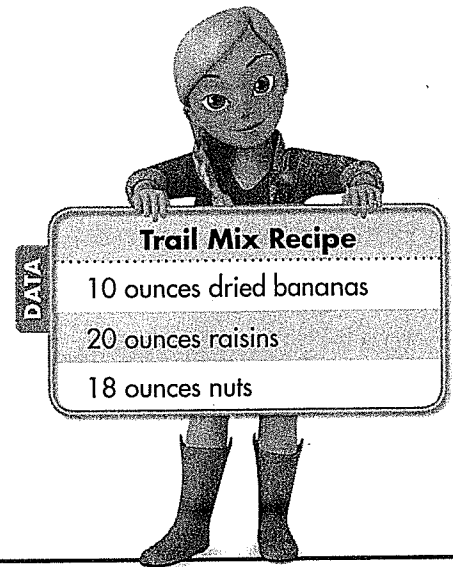 Trail Mix Recipe
DATA
10 ounces dried bananas
20 ounces raisins
18 ounces nuts